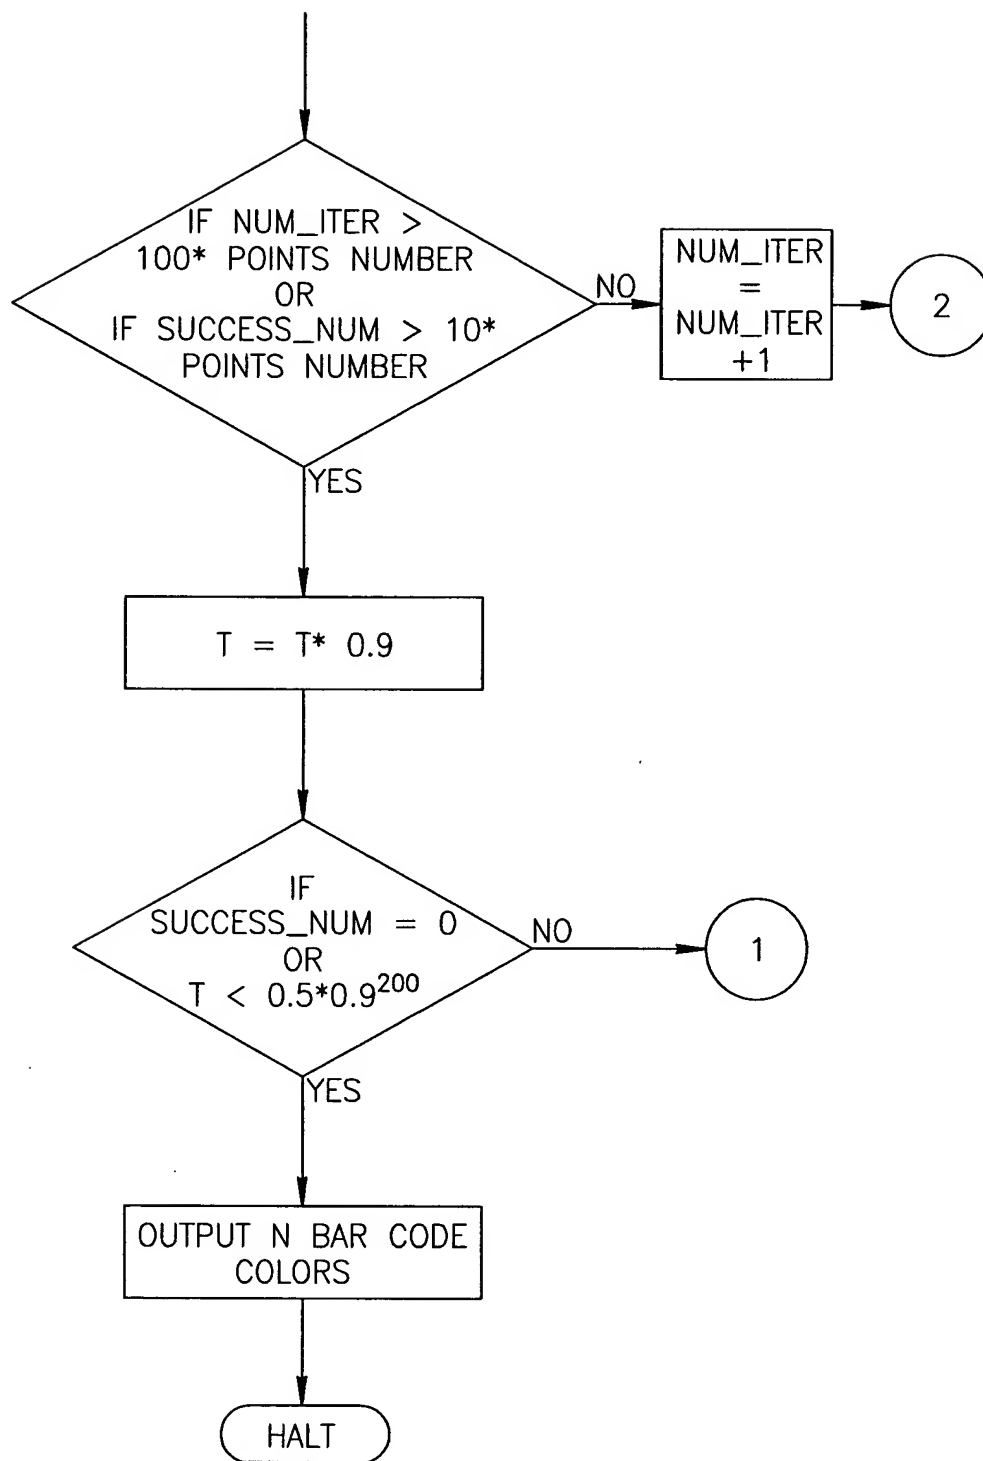 IF NUM_ITER >
100* POINTS NUMBER
OR
IF SUCCESS_NUM > 10*
POINTS NUMBER
NO
NUM_ITER
=
NUM_ITER
+1
2
YES
T = T* 0.9
IF
SUCCESS_NUM = 0
OR
T < 0.5*0.9²⁰⁰
NO
1
YES
OUTPUT N BAR CODE
COLORS
HALT